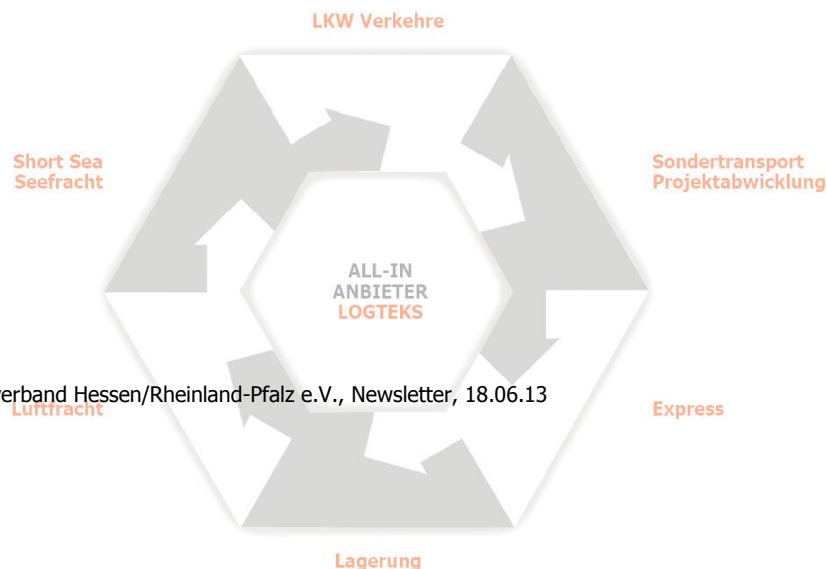 LKW Verkehre
Short Sea
Seefracht
Sondertransport
Projektabwicklung
ALL-IN
ANBIETER
LOGTEKS
Hessen/Rheinland-Pfalz e.V., Newsletter, 18.06.13
Luftfracht
Express
Lagerung